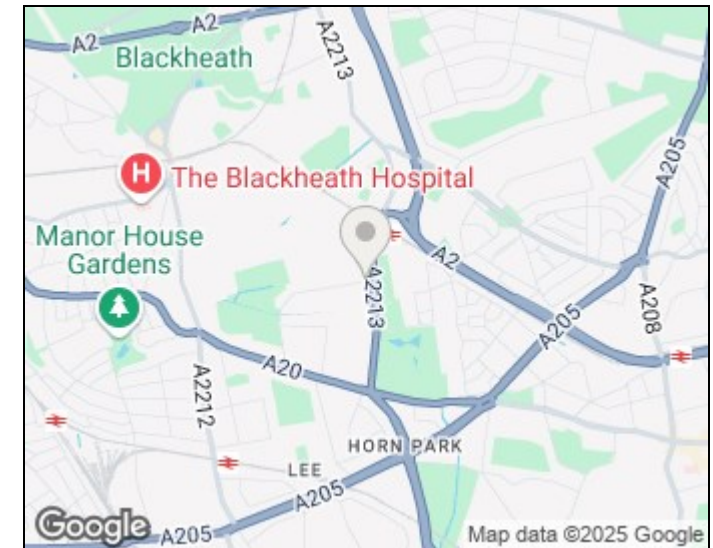 A2
A2
A2213
Blackheath
A205
H The Blackheath Hospital
Manor House
Gardens
A2
A2213
A208
A205
A20
A2212
HORN PARK
LEE
A205
Google
A205
Map data ©2025 Google